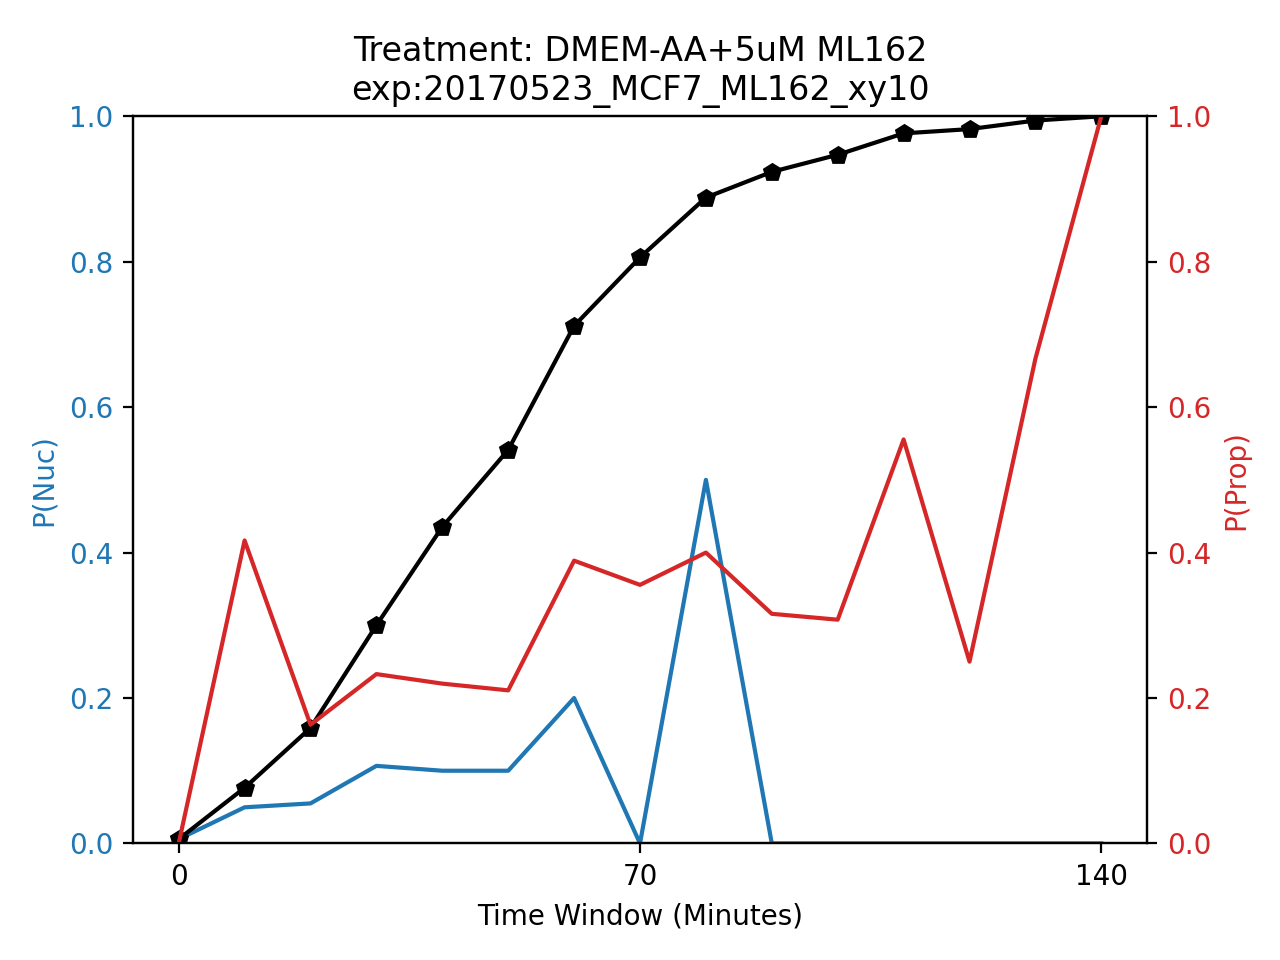 Treatment: DMEM-AA+5uM ML162
exp:20170523_MCF7_ML162_xy10
1.0
0.8
0.6
0.4
0.2
0.0
P(Nuc)
1.0
0.8
0.6
0.4
0.2
0.0
P(Prop)
0 70 140
Time Window (Minutes)